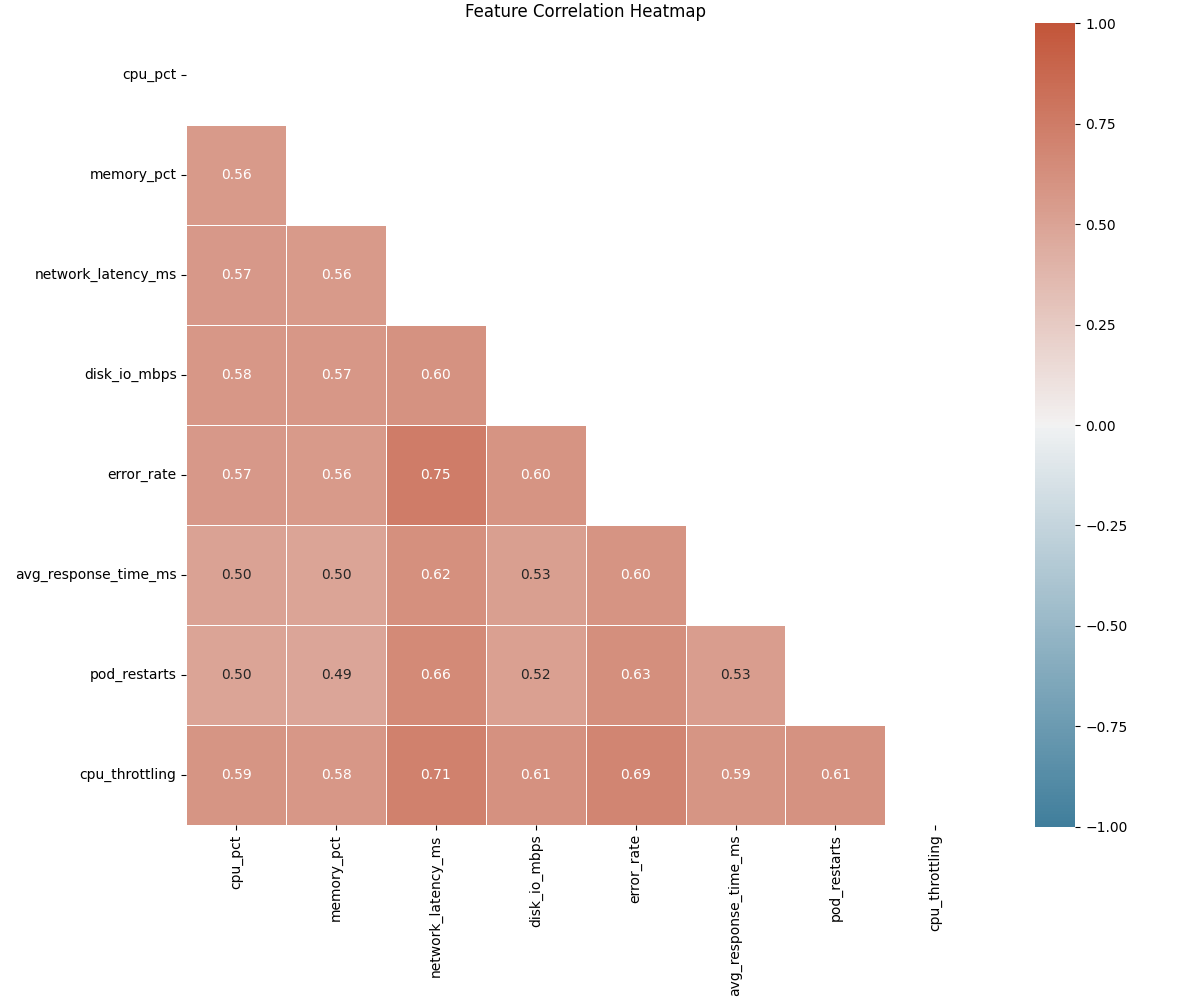 Feature Correlation Heatmap
cpu_pct
memory_pct 0.56
network_latency_ms 0.57 0.56
disk_io_mbps 0.58 0.57 0.60
error_rate 0.57 0.56 0.75 0.60
avg_response_time_ms 0.50 0.50 0.62 0.53 0.60
pod_restarts 0.50 0.49 0.66 0.52 0.63 0.53
cpu_throttling 0.59 0.58 0.71 0.61 0.69 0.59 0.61
cpu_pct
memory_pct
network_latency_ms
disk_io_mbps
error_rate
avg_response_time_ms
pod_restarts
cpu_throttling
1.00
0.75
0.50
0.25
0.00
−0.25
−0.50
−0.75
−1.00